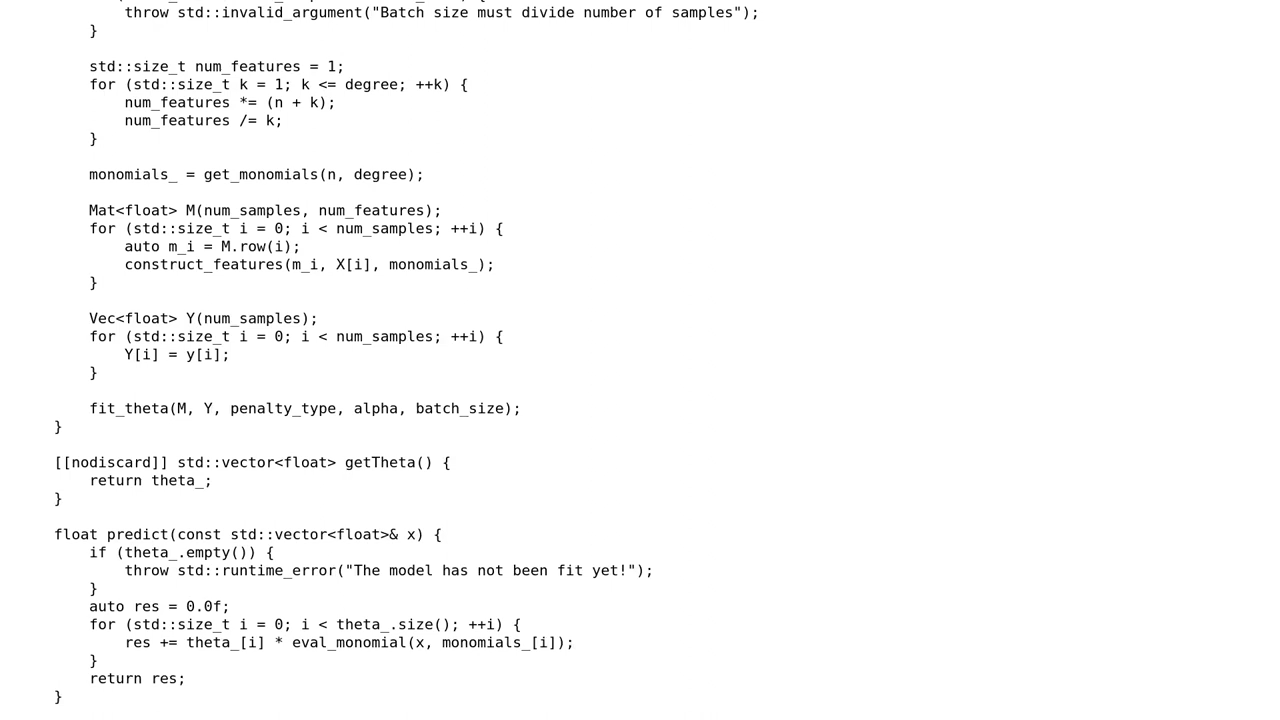 throw std::invalid_argument("Batch size must divide number of samples");
}
std::size_t num_features = 1;
for (std::size_t k = 1; k <= degree; ++k) {
num_features *= (n + k);
num_features /= k;
}
monomials_ = get_monomials(n, degree);
Mat<float> M(num_samples, num_features);
for (std::size_t i = 0; i < num_samples; ++i) {
auto m_i = M.row(i);
construct_features(m_i, X[i], monomials_);
}
Vec<float> Y(num_samples);
for (std::size_t i = 0; i < num_samples; ++i) {
Y[i] = y[i];
}
fit_theta(M, Y, penalty_type, alpha, batch_size);
}
[[nodiscard]] std::vector<float> getTheta() {
return theta_;
}
float predict(const std::vector<float>& x) {
if (theta_.empty()) {
throw std::runtime_error("The model has not been fit yet!");
}
auto res = 0.0f;
for (std::size_t i = 0; i < theta_.size(); ++i) {
res += theta_[i] * eval_monomial(x, monomials_[i]);
}
return res;
}